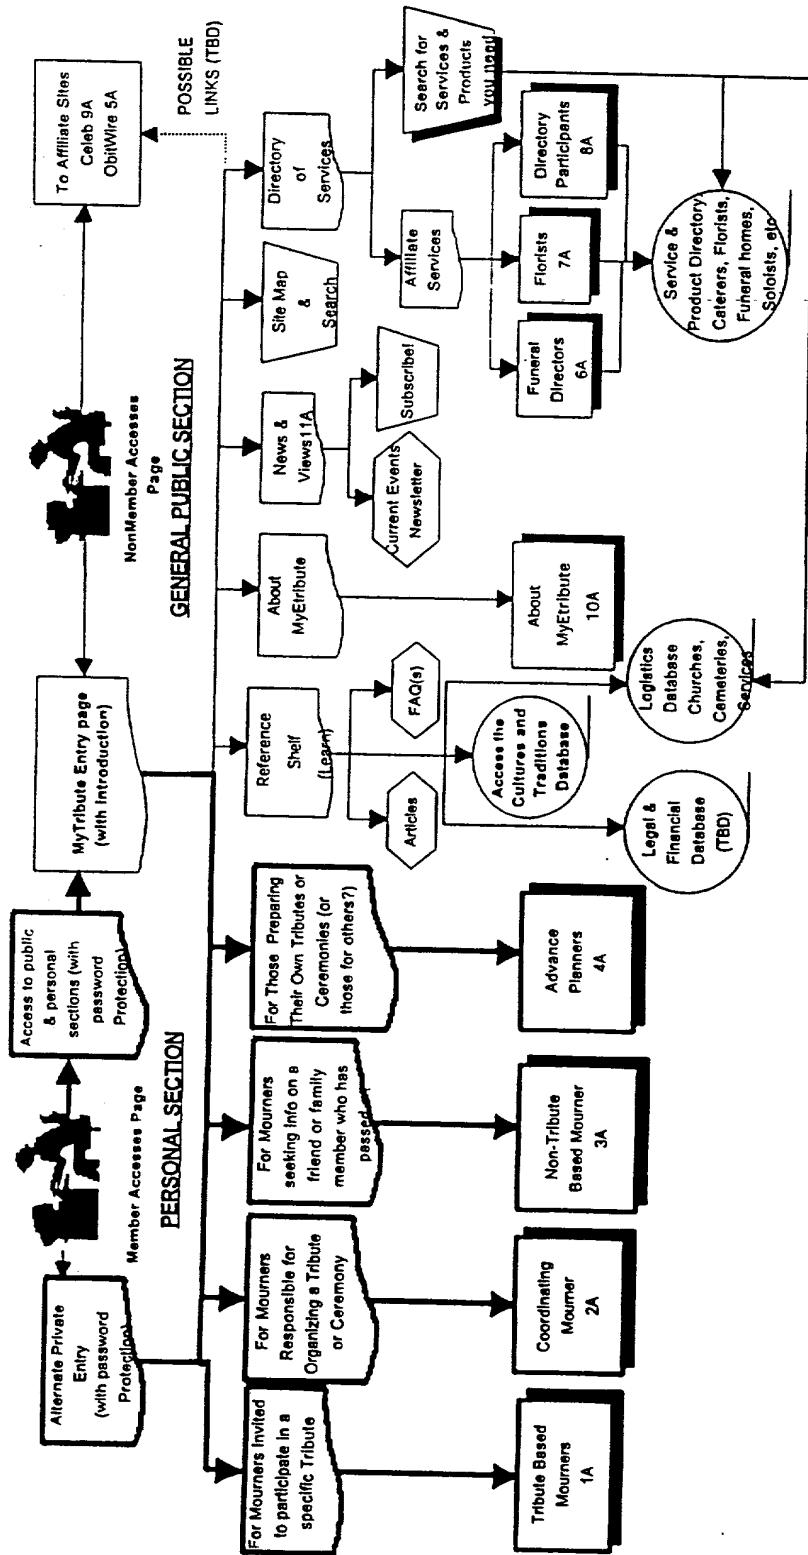 Alternate Private
Entry
(with password
Protection)
Member Accesses Page
PERSONAL SECTION
Access to public
& personal
sections (with
password
Protection)
MyTribute Entry page
(with Introduction)
NonMember Accesses
Page
GENERAL PUBLIC SECTION
To Affiliate Sites
Celeb 9A
ObitWire 5A
POSSIBLE
LINKS (TBD)
For Mourners Invited
to participate in a
specific Tribute
For Mourners
Responsible for
Organizing a Tribute
or Ceremony
For Mourners
seeking info on a
friend or family
member who has
passed
For Those Preparing
Their Own Tributes or
Ceremonies (or
those for others?)
Reference
Shelf
(Learn)
About
MyEtribute
News &
Views11A
Site Map
&
Search
Directory
of
Services
Articles
FAQ(s)
Current Events
Newsletter
Subscribe!
Affiliate
Services
Search for
Services &
Products
you need
Tribute Based
Mourners
1A
Coordinating
Mourner
2A
Non-Tribute
Based Mourner
3A
Advance
Planners
4A
Access the
Cultures and
Traditions
Database
About
MyEtribute
10A
Funeral
Directors
6A
Florists
7A
Directory
Participants
8A
Legal &
Financial
Database
(TBD)
Logistics
Database
Churches,
Cemeteries,
Services
Service &
Product Directory:
Caterers, Florists,
Funeral homes,
Soloists, etc